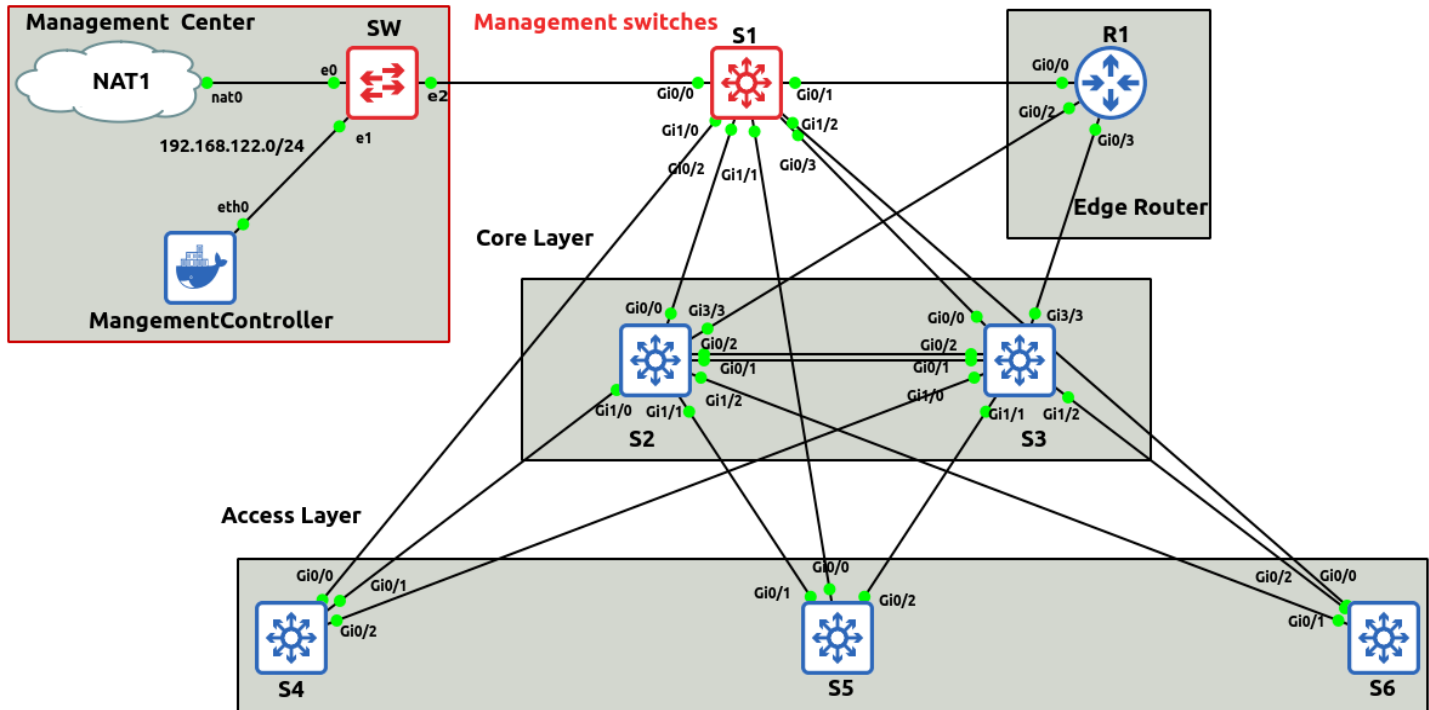 Management Center
SW
Management switches
S1
R1
NAT1
nat0
e0
e2
Gi0/0
Gi0/1
Gi0/0
Gi0/2
Gi0/3
192.168.122.0/24
e1
Gi1/0
Gi0/2
Gi1/1
Gi1/2
Gi0/3
eth0
Edge Router
Core Layer
MangementController
Gi0/0
Gi3/3
Gi0/2
Gi0/1
Gi1/2
Gi1/0
Gi1/1
S2
Gi0/0
Gi3/3
Gi0/2
Gi0/1
Gi1/0
Gi1/1
Gi1/2
S3
Access Layer
Gi0/0
Gi0/1
Gi0/2
S4
Gi0/0
Gi0/1
Gi0/2
S5
Gi0/2
Gi0/0
Gi0/1
S6